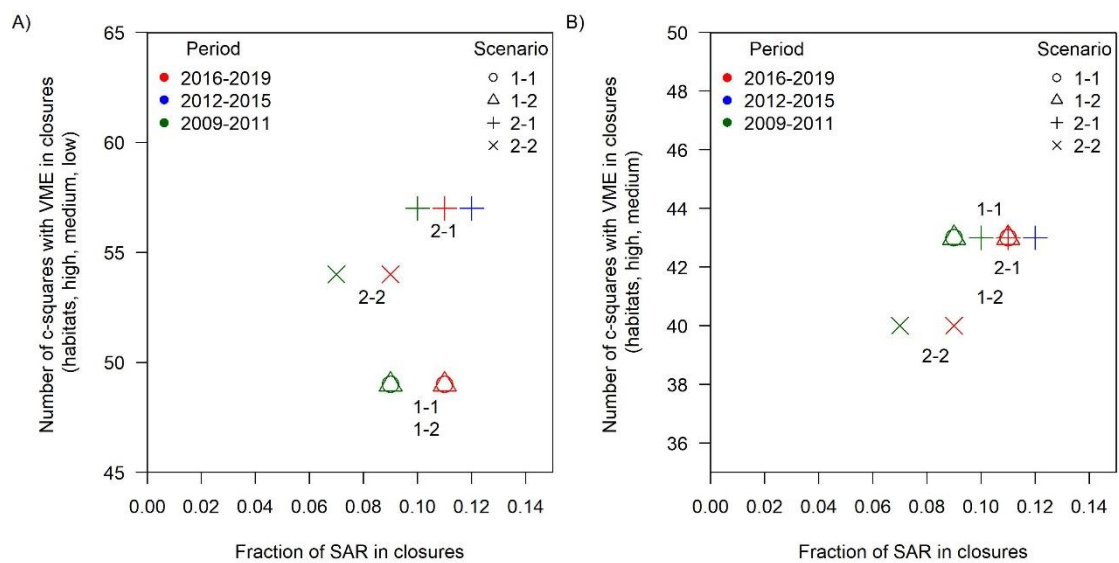 A)
Number of c-squares with VME in closures
(habitats, high, medium, low)
65
60
55
50
45
Period
2016-2019
2012-2015
2009-2011
Scenario
1-1
1-2
2-1
2-2
2-1
2-2
1-1
1-2
0.00 0.02 0.04 0.06 0.08 0.10 0.12 0.14
Fraction of SAR in closures
B)
Number of c-squares with VME in closures
(habitats, high, medium)
50
48
46
44
42
40
38
36
Period
2016-2019
2012-2015
2009-2011
Scenario
1-1
1-2
2-1
2-2
1-1
2-1
1-2
2-2
0.00 0.02 0.04 0.06 0.08 0.10 0.12 0.14
Fraction of SAR in closures